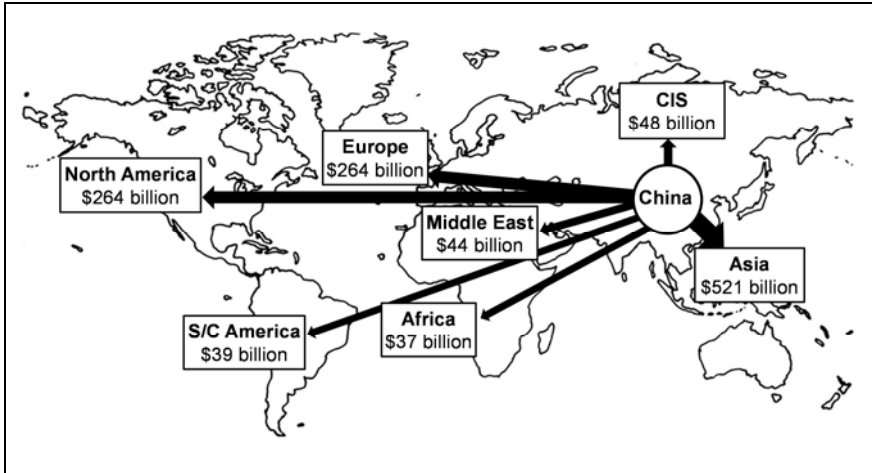 CIS
$48 billion
Europe
$264 billion
North America
$264 billion
China
Middle East
$44 billion
Asia
$521 billion
S/C America
$39 billion
Africa
$37 billion